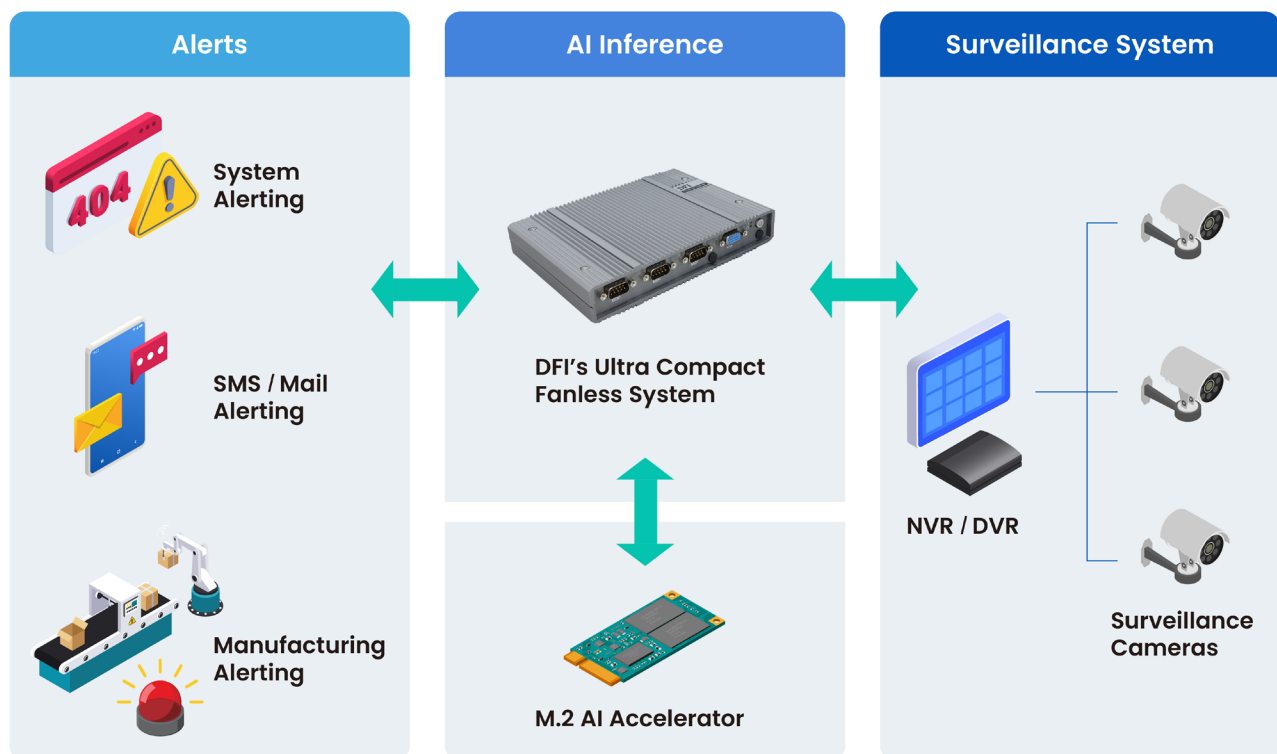 Alerts
System
Alerting
404
SMS / Mail
Alerting
Manufacturing
Alerting
AI Inference
DFI’s Ultra Compact
Fanless System
M.2 AI Accelerator
Surveillance System
NVR / DVR
Surveillance
Cameras